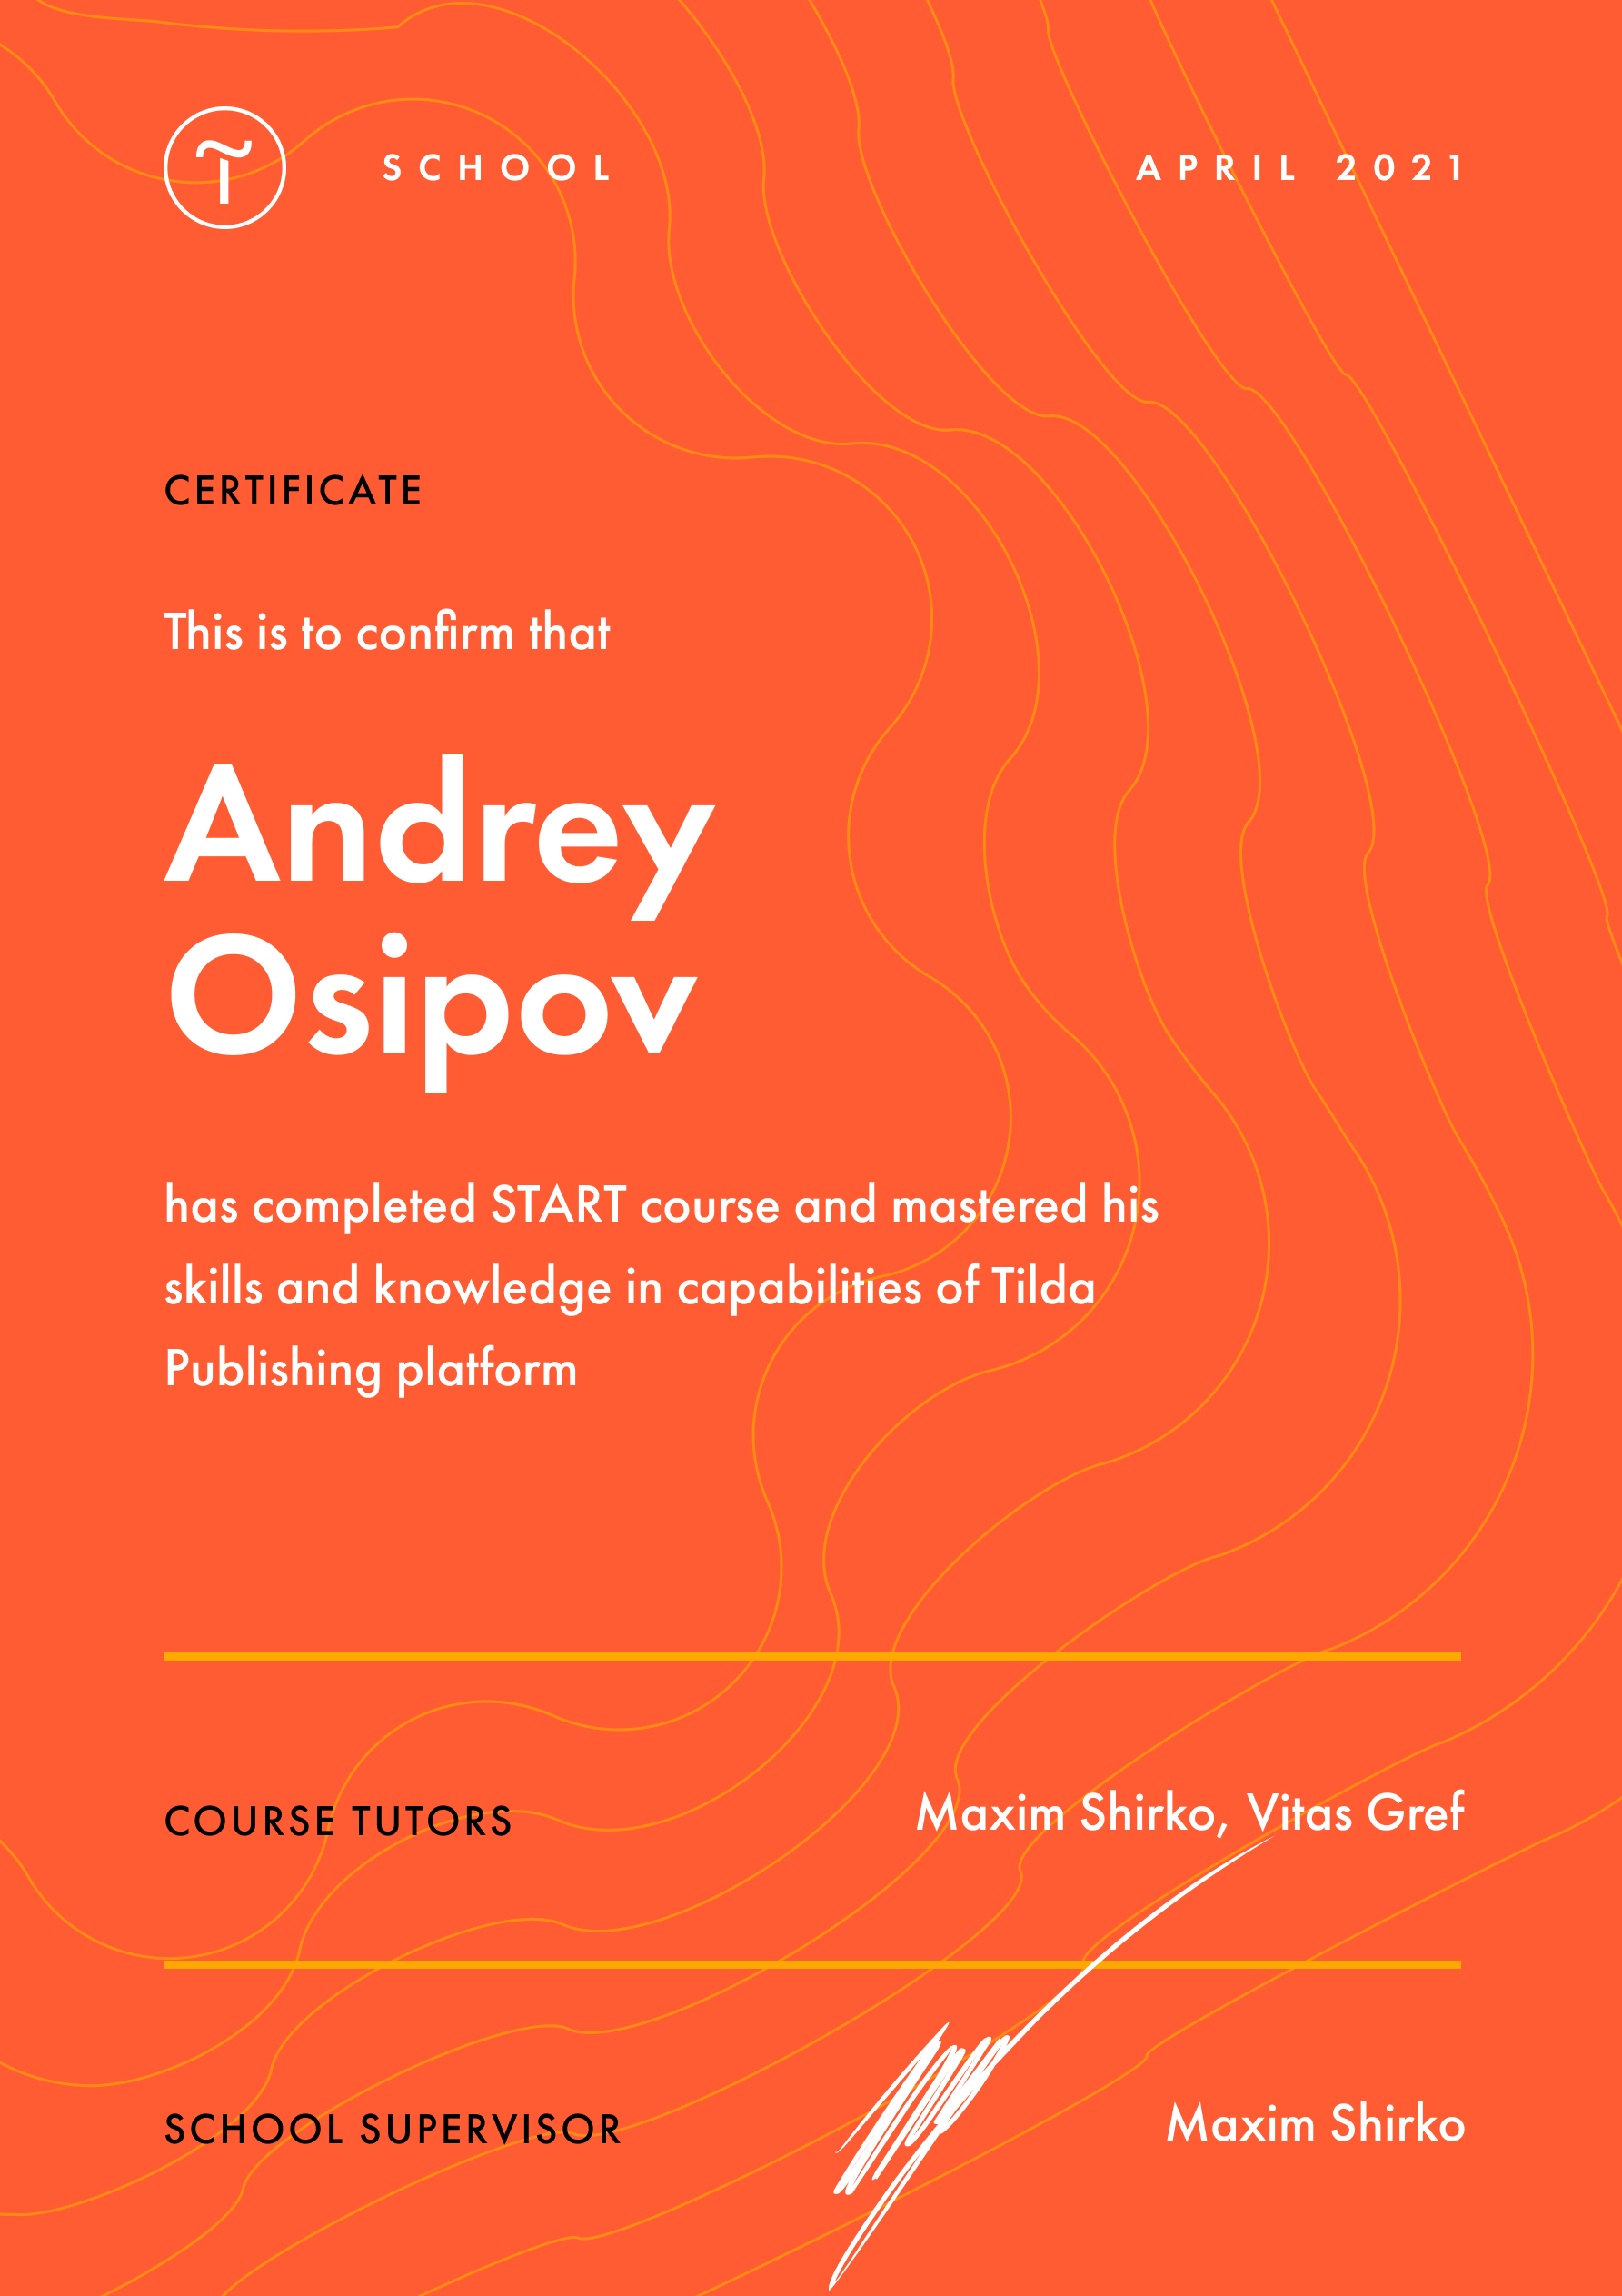 SCHOOL
APRIL 2021
CERTIFICATE
This is to confirm that
Andrey
Osipov
has completed START course and mastered his
skills and knowledge in capabilities of Tilda
Publishing platform
COURSE TUTORS
Maxim Shirko, Vitas Gref
SCHOOL SUPERVISOR
Maxim Shirko